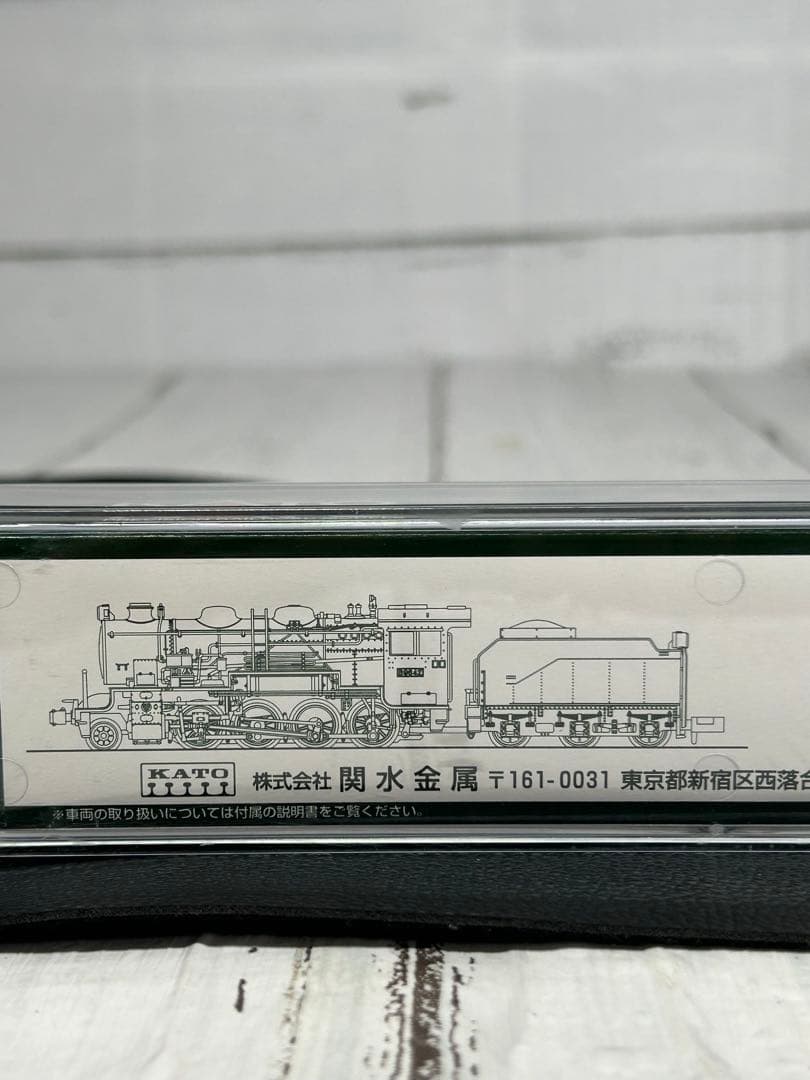 KATO 株式会社 関水金属 〒161-0031 東京都新宿区西落合
※車両の取り扱いについては付属の説明書をご覧ください。